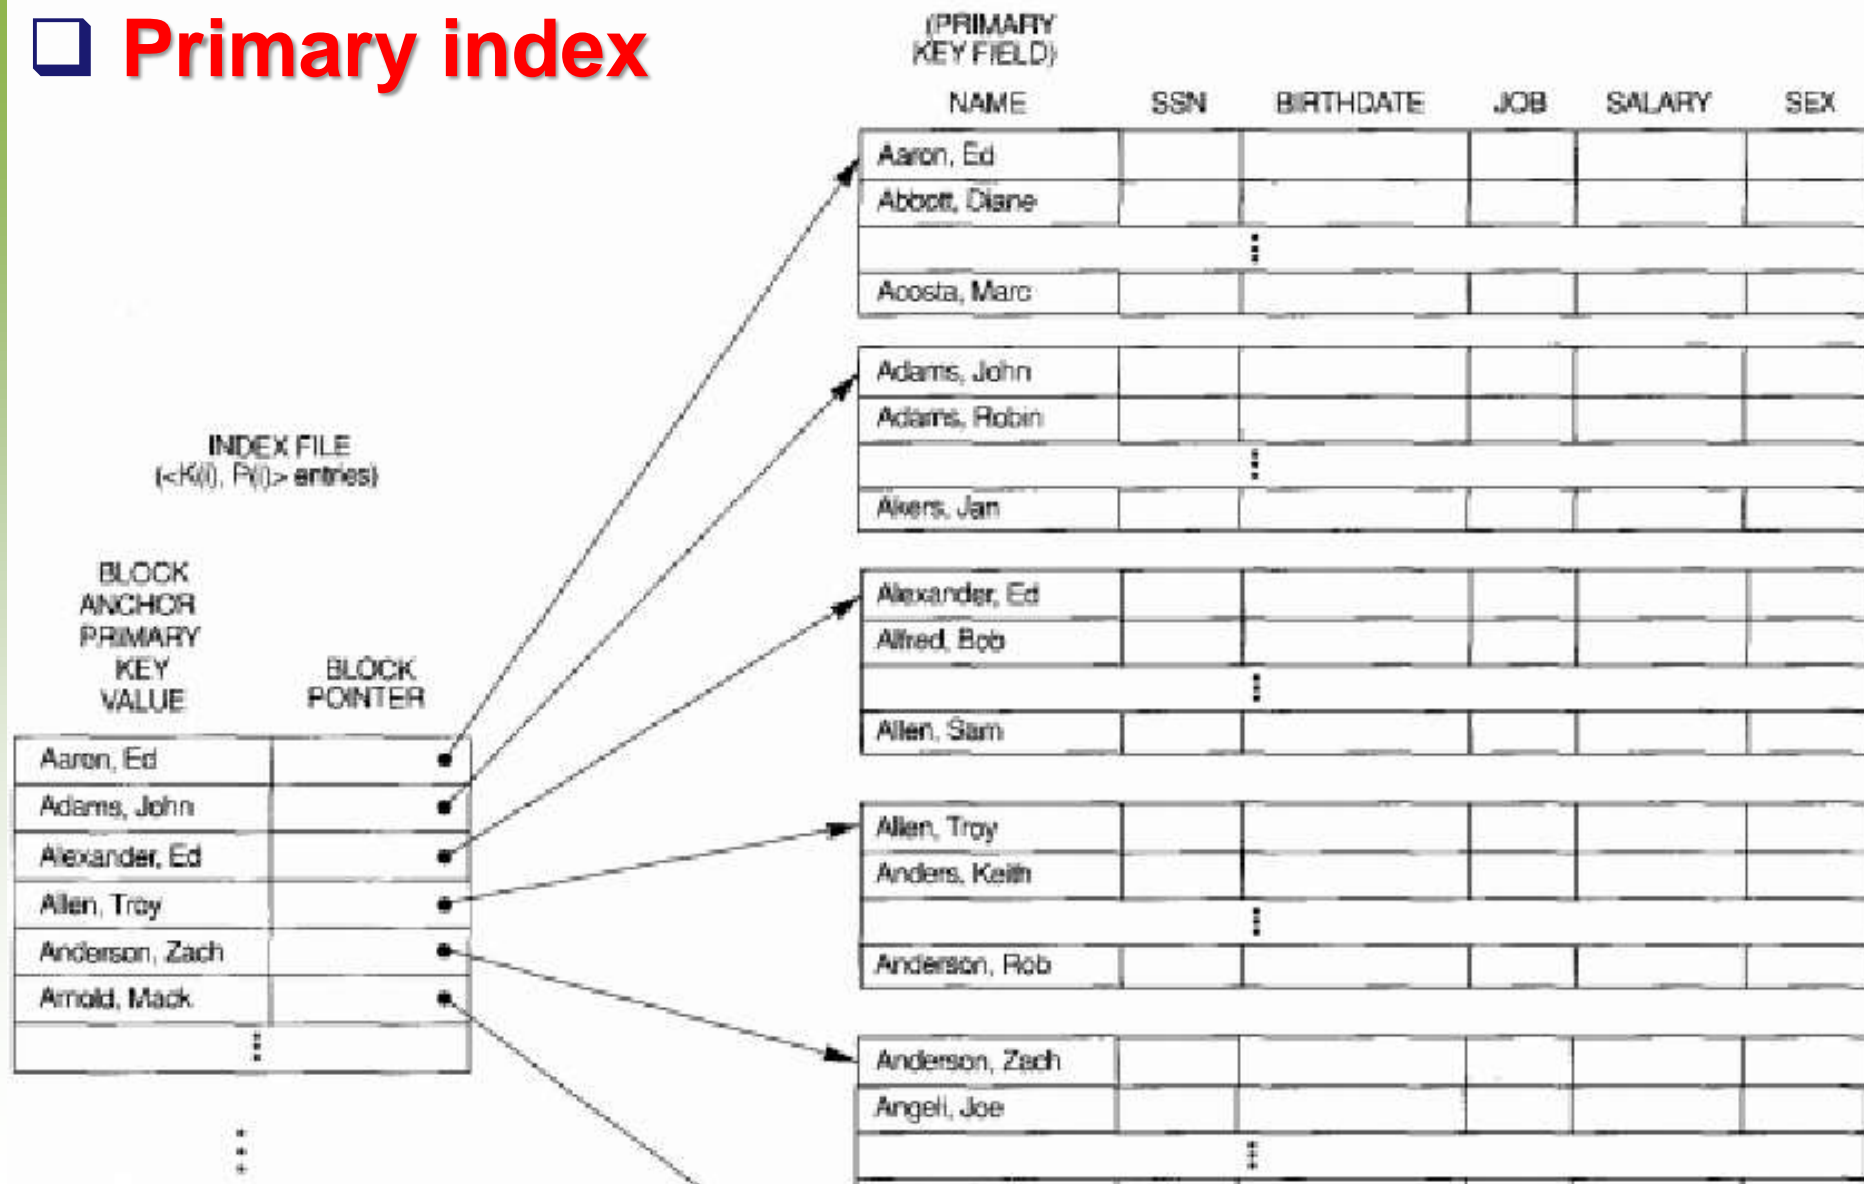 Primary index
(PRIMARY
KEY FIELD)
NAME SSN BIRTHDATE JOB SALARY SEX
Aaron, Ed
Abbott, Diane
Acosta, Marc
Adams, John
Adams, Robin
Akers, Jan
Alexander, Ed
Alfred, Bob
Allen, Sam
Allen, Troy
Anders, Keith
Anderson, Rob
Anderson, Zach
Angeli, Joe
INDEX FILE
(<K(i), P(i)> entries)
BLOCK
ANCHOR
PRIMARY
KEY
VALUE
BLOCK
POINTER
Aaron, Ed
Adams, John
Alexander, Ed
Allen, Troy
Anderson, Zach
Arnold, Mack